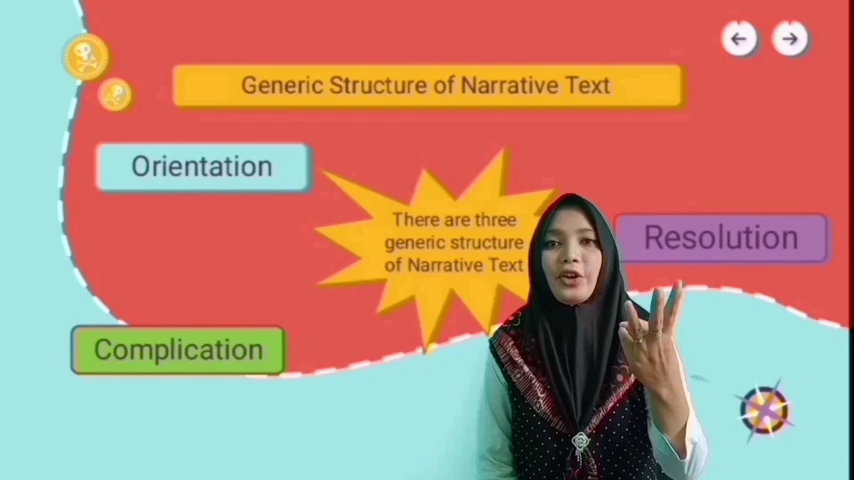 Generic Structure of Narrative Text
Orientation
There are three
generic structure
of Narrative Text
Resolution
Complication